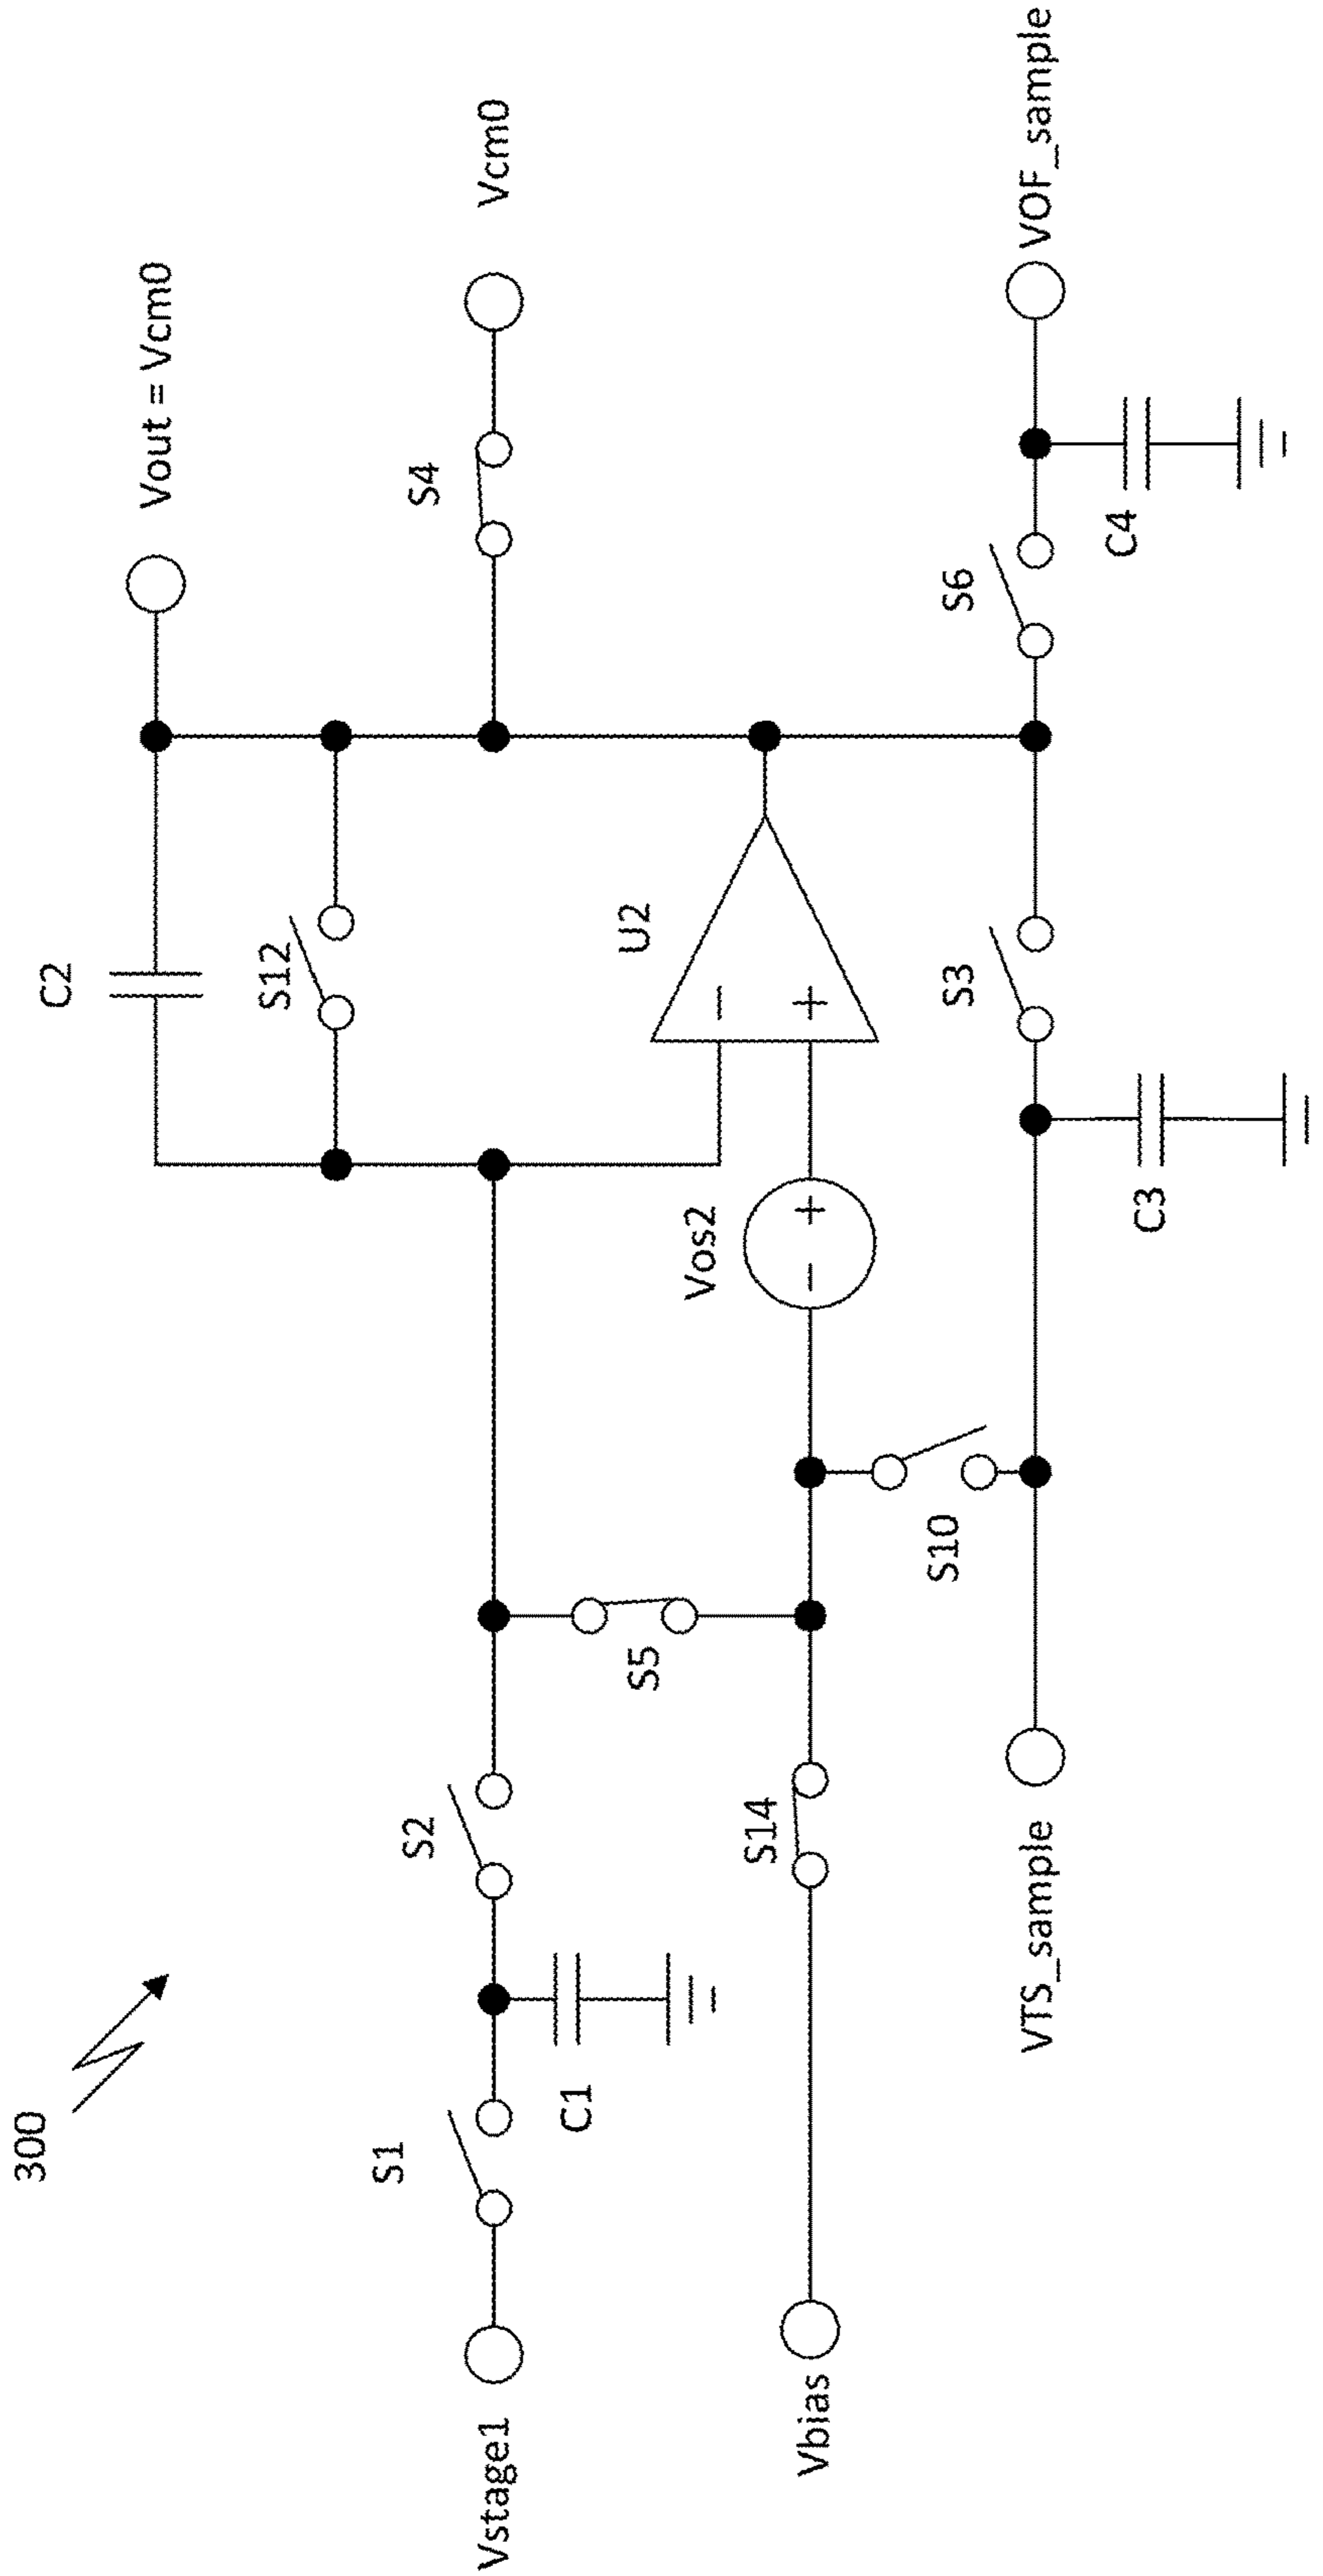 300
Vout = Vcm0
C2
S12
Vcm0
S4
Vstage1
S1
S2
C1
S5
U2
−
+
Vos2
−
+
Vbias
S14
S10
S3
S6
VTS_sample
C3
C4
VOF_sample